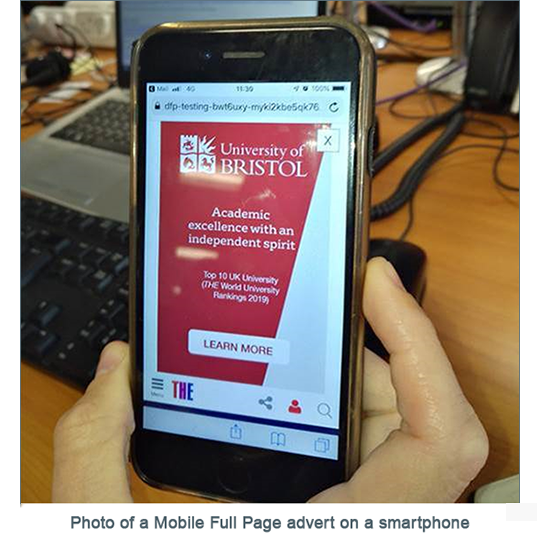 Mail 4G 11:30 100%
dfp-testing-bwt6uxy-myki2kbe5qk76.
X
University of
BRISTOL
Academic
excellence with an
independent spirit
Top 10 UK University
(THE World University
Rankings 2019)
LEARN MORE
Menu
THE
Photo of a Mobile Full Page advert on a smartphone